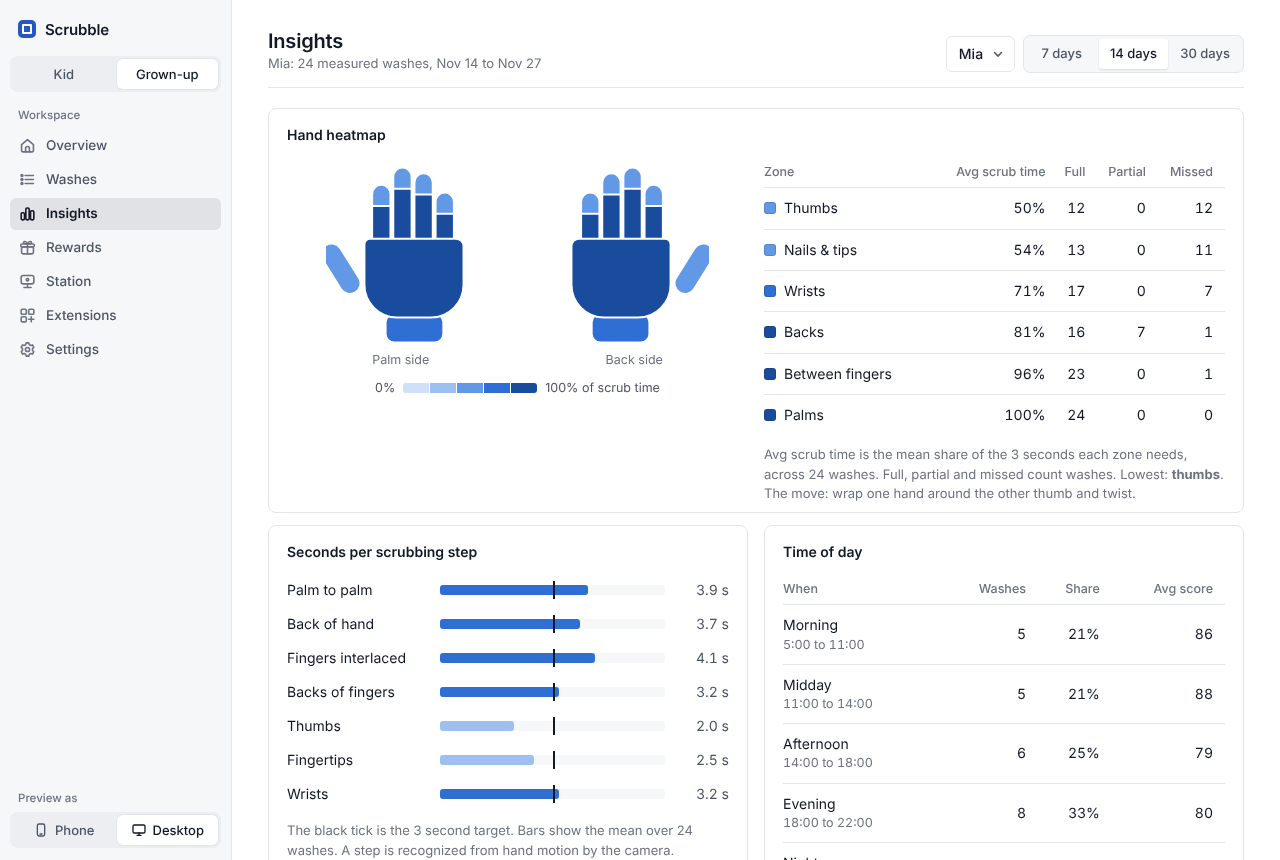 Scrubble
Kid
Grown-up
Workspace
Overview
Washes
Insights
Rewards
Station
Extensions
Settings
Preview as
Phone
Desktop
Insights
Mia: 24 measured washes, Nov 14 to Nov 27
Mia
7 days
14 days
30 days
Hand heatmap
Palm side
Back side
0%
100% of scrub time
Zone Avg scrub time Full Partial Missed
Thumbs 50% 12 0 12
Nails & tips 54% 13 0 11
Wrists 71% 17 0 7
Backs 81% 16 7 1
Between fingers 96% 23 0 1
Palms 100% 24 0 0
Avg scrub time is the mean share of the 3 seconds each zone needs,
across 24 washes. Full, partial and missed count washes. Lowest: thumbs.
The move: wrap one hand around the other thumb and twist.
Seconds per scrubbing step
Palm to palm 3.9 s
Back of hand 3.7 s
Fingers interlaced 4.1 s
Backs of fingers 3.2 s
Thumbs 2.0 s
Fingertips 2.5 s
Wrists 3.2 s
The black tick is the 3 second target. Bars show the mean over 24
washes. A step is recognized from hand motion by the camera.
Time of day
When Washes Share Avg score
Morning
5:00 to 11:00
5 21% 86
Midday
11:00 to 14:00
5 21% 88
Afternoon
14:00 to 18:00
6 25% 79
Evening
18:00 to 22:00
8 33% 80